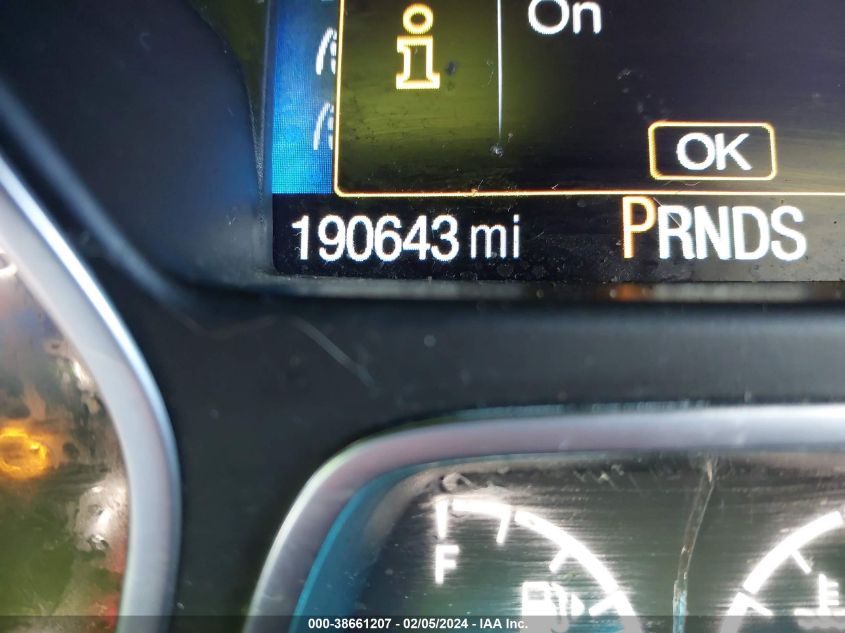 On
OK
190643 mi
PRNDS
F
000-38661207 - 02/05/2024 - IAA Inc.